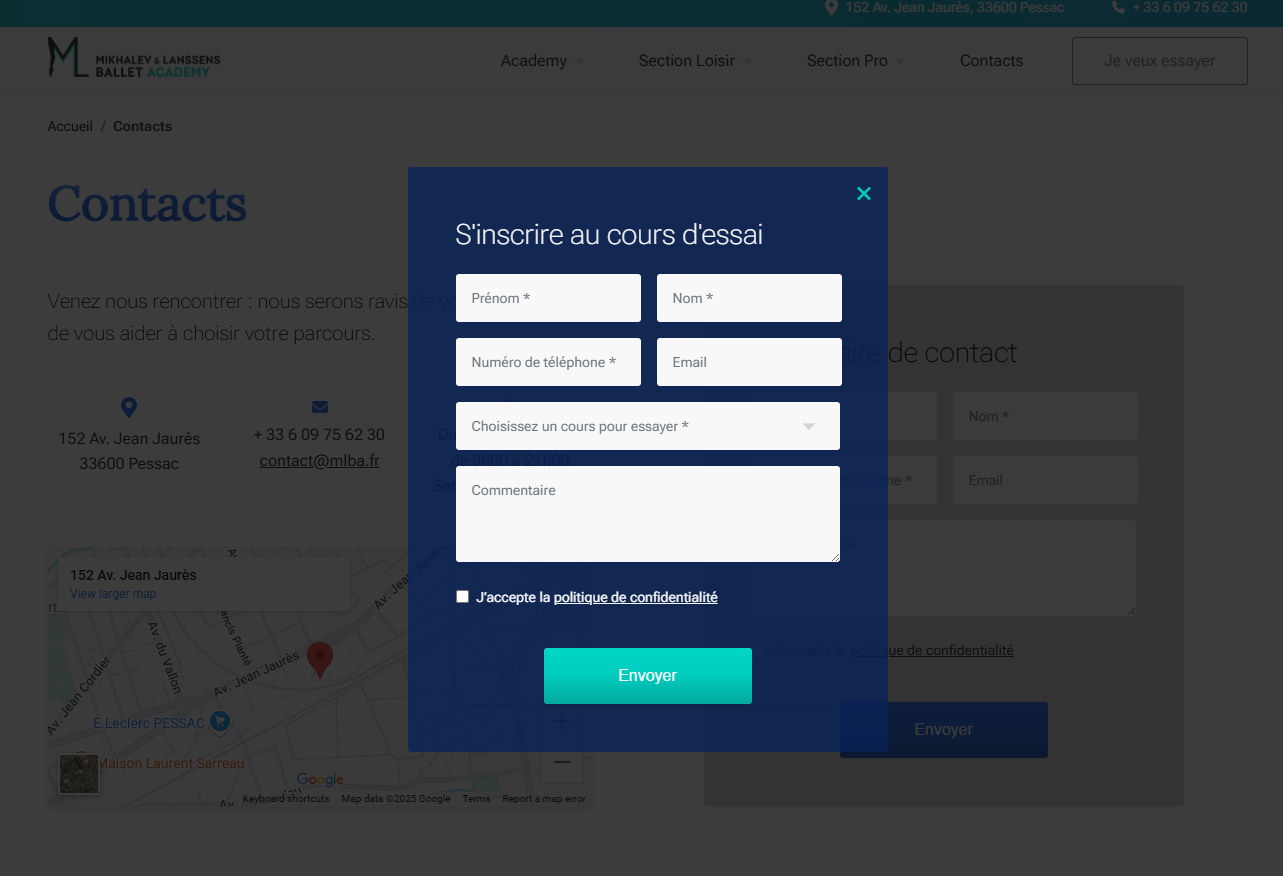 152 Av. Jean Jaurès, 33600 Pessac
+ 33 6 09 75 62 30
MIKHALEV & LANSSENS
BALLET ACADEMY
Academy
Section Loisir
Section Pro
Contacts
Je veux essayer
Accueil / Contacts
Contacts
Venez nous rencontrer : nous serons ravis de
de vous aider à choisir votre parcours.
152 Av. Jean Jaurès
33600 Pessac
+ 33 6 09 75 62 30
contact@mlba.fr
de 9h00 à 21h00
S'inscrire au cours d'essai
Prénom *
Nom *
Numéro de téléphone *
Email
Choisissez un cours pour essayer *
Commentaire
J'accepte la politique de confidentialité
Envoyer
de contact
Nom *
Email
J'accepte la politique de confidentialité
Envoyer
152 Av. Jean Jaurès
View larger map
Av. Jean Jaurès
Av. du Vallon
Av. Jean Jaurès
Av. Jean Cordier
E.Leclerc PESSAC
Maison Laurent Sarreau
Google
Keyboard shortcuts
Map data ©2025 Google
Terms
Report a map error